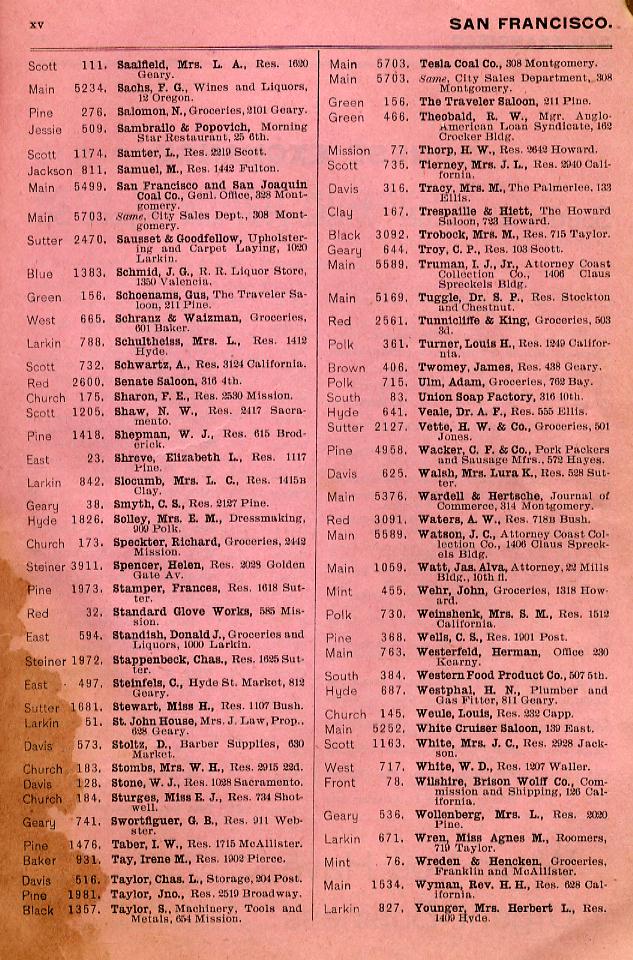 xv
SAN FRANCISCO.
Scott 111. Saalfield, Mrs. L. A., Res. 1620
Geary.
Main 5234. Sachs, F. G., Wines and Liquors,
12 Oregon.
Pine 276. Salomon, N., Groceries, 2101 Geary.
Jessie 509. Sambrailo & Popovich, Morning
Star Restaurant, 25 6th.
Scott 1174. Samter, L., Res. 2219 Scott.
Jackson 811. Samuel, M., Res. 1442 Fulton.
Main 5499. San Francisco and San Joaquin
Coal Co., Genl. Office, 328 Mont-
gomery.
Main 5703. Same, City Sales Dept., 308 Mont-
gomery.
Sutter 2470. Sausset & Goodfellow, Upholster-
ing and Carpet Laying, 1020
Larkin.
Blue 1383. Schmid, J. G., R. R. Liquor Store,
1350 Valencia.
Green 156. Schoenams, Gus, The Traveler Sa-
loon, 211 Pine.
West 665. Schranz & Waizman, Groceries,
601 Baker.
Larkin 788. Schultheiss, Mrs. L., Res. 1412
Hyde.
Scott 732. Schwartz, A., Res. 3124 California.
Red 2600. Senate Saloon, 316 4th.
Church 175. Sharon, F. E., Res. 2530 Mission.
Scott 1205. Shaw, N. W., Res. 2417 Sacra-
mento.
Pine 1418. Shepman, W. J., Res. 615 Brod-
erick.
East 23. Shreve, Elizabeth L., Res. 1117
Pine.
Larkin 842. Slocumb, Mrs. L. C., Res. 1415B
Clay.
Geary 38. Smyth, C. S., Res. 2127 Pine.
Hyde 1826. Solley, Mrs. E. M., Dressmaking,
909 Polk.
Church 173. Speckter, Richard, Groceries, 2442
Mission.
Steiner 3911. Spencer, Helen, Res. 2028 Golden
Gate Av.
Pine 1973. Stamper, Frances, Res. 1618 Sut-
ter.
Red 32. Standard Glove Works, 585 Mis-
sion.
East 594. Standish, Donald J., Groceries and
Liquors, 1000 Larkin.
Steiner 1972. Stappenbeck, Chas., Res. 1625 Sut-
ter.
East 497. Steinfels, C., Hyde St. Market, 812
Geary.
Sutter 1681. Stewart, Miss H., Res. 1107 Bush.
Larkin 51. St. John House, Mrs. J. Law, Prop.,
628 Geary.
Davis 573. Stoltz, D., Barber Supplies, 630
Market.
Church 183. Stombs, Mrs. W. H., Res. 2915 22d.
Davis 128. Stone, W. J., Res. 1028 Sacramento.
Church 184. Sturges, Miss E. J., Res. 734 Shot-
well.
Geary 741. Swortfiguer, G. B., Res. 911 Web-
ster.
Pine 1476. Taber, I. W., Res. 1715 McAllister.
Baker 931. Tay, Irene M., Res. 1902 Pierce.
Davis 516. Taylor, Chas. L., Storage, 204 Post.
Pine 1981. Taylor, Jno., Res. 2519 Broadway.
Black 1357. Taylor, S., Machinery, Tools and
Metals, 654 Mission.
Main 5703. Tesla Coal Co., 308 Montgomery.
Main 5703. Same, City Sales Department, 308
Montgomery.
Green 156. The Traveler Saloon, 211 Pine.
Green 466. Theobald, R. W., Mgr. Anglo-
American Loan Syndicate, 162
Crocker Bldg.
Mission 77. Thorp, H. W., Res. 2642 Howard.
Scott 735. Tierney, Mrs. J. L., Res. 2940 Cali-
fornia.
Davis 316. Tracy, Mrs. M., The Palmerlee, 133
Ellis.
Clay 167. Trespaille & Hiett, The Howard
Saloon, 723 Howard.
Black 3092. Trobock, Mrs. M., Res. 715 Taylor.
Geary 644. Troy, C. P., Res. 103 Scott.
Main 5589. Truman, I. J., Jr., Attorney Coast
Collection Co., 1406 Claus
Spreckels Bldg.
Main 5169. Tuggle, Dr. S. P., Res. Stockton
and Chestnut.
Red 2561. Tunnicliffe & King, Groceries, 503
3d.
Polk 361. Turner, Louis H., Res. 1249 Califor-
nia.
Brown 406. Twomey, James, Res. 438 Geary.
Polk 715. Ulm, Adam, Groceries, 762 Bay.
South 83. Union Soap Factory, 316 10th.
Hyde 641. Veale, Dr. A. F., Res. 555 Ellis.
Sutter 2127. Vette, H. W. & Co., Groceries, 501
Jones.
Pine 4958. Wacker, C. F. & Co., Pork Packers
and Sausage Mfrs., 572 Hayes.
Davis 625. Walsh, Mrs. Lura K., Res. 528 Sut-
ter.
Main 5376. Wardell & Hertsche, Journal of
Commerce, 314 Montgomery.
Red 3091. Waters, A. W., Res. 718B Bush.
Main 5589. Watson, J. C., Attorney Coast Col-
lection Co., 1406 Claus Spreck-
els Bldg.
Main 1059. Watt, Jas. Alva, Attorney, 22 Mills
Bldg., 10th fl.
Mint 455. Wehr, John, Groceries, 1318 How-
ard.
Polk 730. Weinshenk, Mrs. S. M., Res. 1512
California.
Pine 368. Wells, C. S., Res. 1901 Post.
Main 763. Westerfeld, Herman, Office 230
Kearny.
South 384. Western Food Product Co., 507 5th.
Hyde 687. Westphal, H. N., Plumber and
Gas Fitter, 811 Geary.
Church 145. Weule, Louis, Res. 232 Capp.
Main 5252. White Cruiser Saloon, 139 East.
Scott 1163. White, Mrs. J. C., Res. 2928 Jack-
son.
West 717. White, W. D., Res. 1207 Waller.
Front 78. Wilshire, Brison Wolff Co., Com-
mission and Shipping, 126 Cal-
ifornia.
Geary 536. Wollenberg, Mrs. L., Res. 2020
Pine.
Larkin 671. Wren, Miss Agnes M., Roomers,
719 Taylor.
Mint 76. Wreden & Hencken, Groceries,
Franklin and McAllister.
Main 1534. Wyman, Rev. H. H., Res. 628 Cal-
ifornia.
Larkin 827. Younger, Mrs. Herbert L., Res.
1409 Hyde.